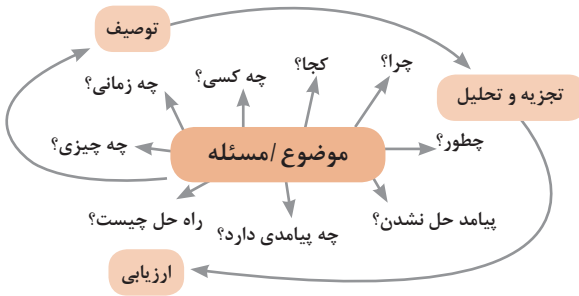 توصیف
چرا؟
کجا؟
چه کسی؟
چه زمانی؟
تجزیه و تحلیل
چطور؟
موضوع /مسئله
چه چیزی؟
پیامد حل نشدن؟
چه پیامدی دارد؟
راه حل چیست؟
ارزیابی